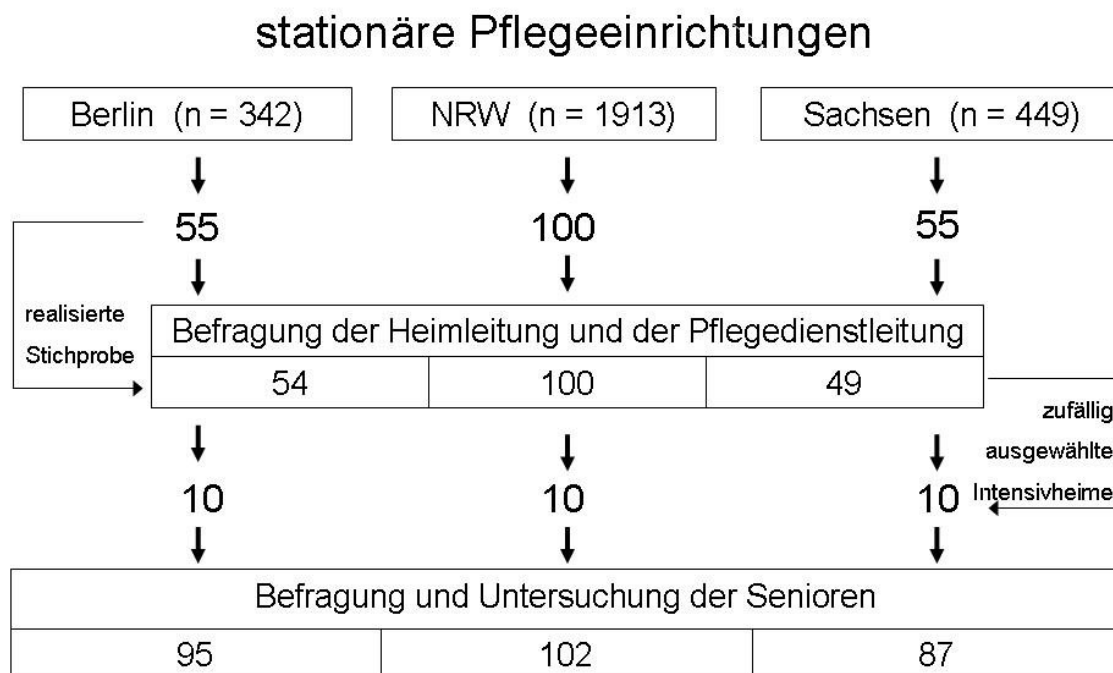 stationäre Pflegeeinrichtungen
Berlin (n = 342)
NRW (n = 1913)
Sachsen (n = 449)
55
100
55
realisierte
Stichprobe
Befragung der Heimleitung und der Pflegedienstleitung
54
100
49
zufällig
ausgewählte
Intensivheime
10
10
10
Befragung und Untersuchung der Senioren
95
102
87